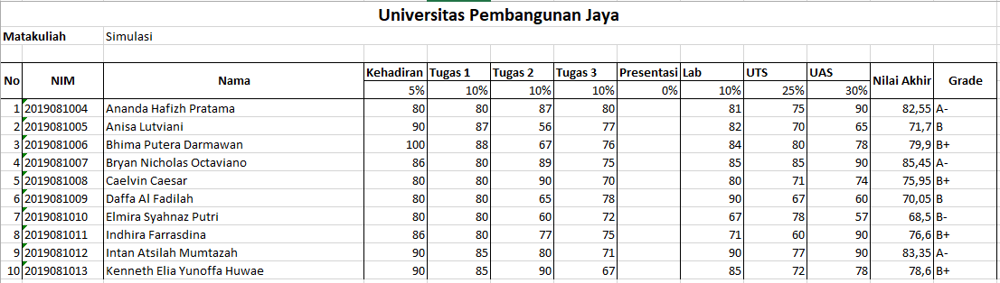 Universitas Pembangunan Jaya
Matakuliah Simulasi
No NIM Nama Kehadiran Tugas 1 Tugas 2 Tugas 3 Presentasi Lab UTS UAS Nilai Akhir Grade
5% 10% 10% 10% 0% 10% 25% 30%
1 2019081004 Ananda Hafizh Pratama 80 80 87 80 81 75 90 82,55 A-
2 2019081005 Anisa Lutviani 90 87 56 77 82 70 65 71,7 B
3 2019081006 Bhima Putera Darmawan 100 88 67 76 84 80 78 79,9 B+
4 2019081007 Bryan Nicholas Octaviano 86 80 89 75 85 85 90 85,45 A-
5 2019081008 Caelvin Caesar 80 80 90 70 80 71 74 75,95 B+
6 2019081009 Daffa Al Fadilah 80 80 65 78 90 67 60 70,05 B
7 2019081010 Elmira Syahnaz Putri 80 80 60 72 67 78 57 68,5 B-
8 2019081011 Indhira Farrasdina 86 80 77 75 71 60 90 76,6 B+
9 2019081012 Intan Atsilah Mumtazah 90 85 80 71 90 77 90 83,35 A-
10 2019081013 Kenneth Elia Yunoffa Huwae 90 85 90 67 85 72 78 78,6 B+